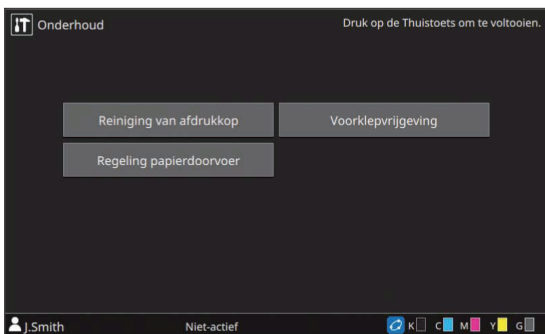 Onderhoud
Druk op de Thuistoets om te voltooien.
Reiniging van afdrukkop
Voorklepvrijgeving
Regeling papierdoorvoer
J.Smith
Niet-actief
K C M Y G